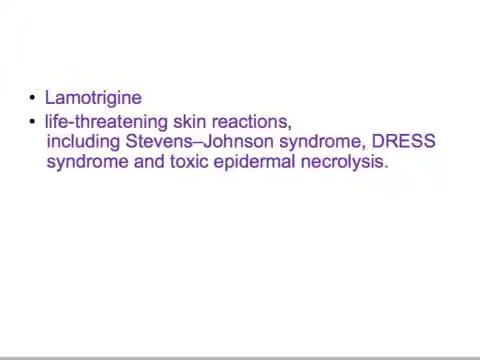 • Lamotrigine
• life-threatening skin reactions,
including Stevens–Johnson syndrome, DRESS
syndrome and toxic epidermal necrolysis.